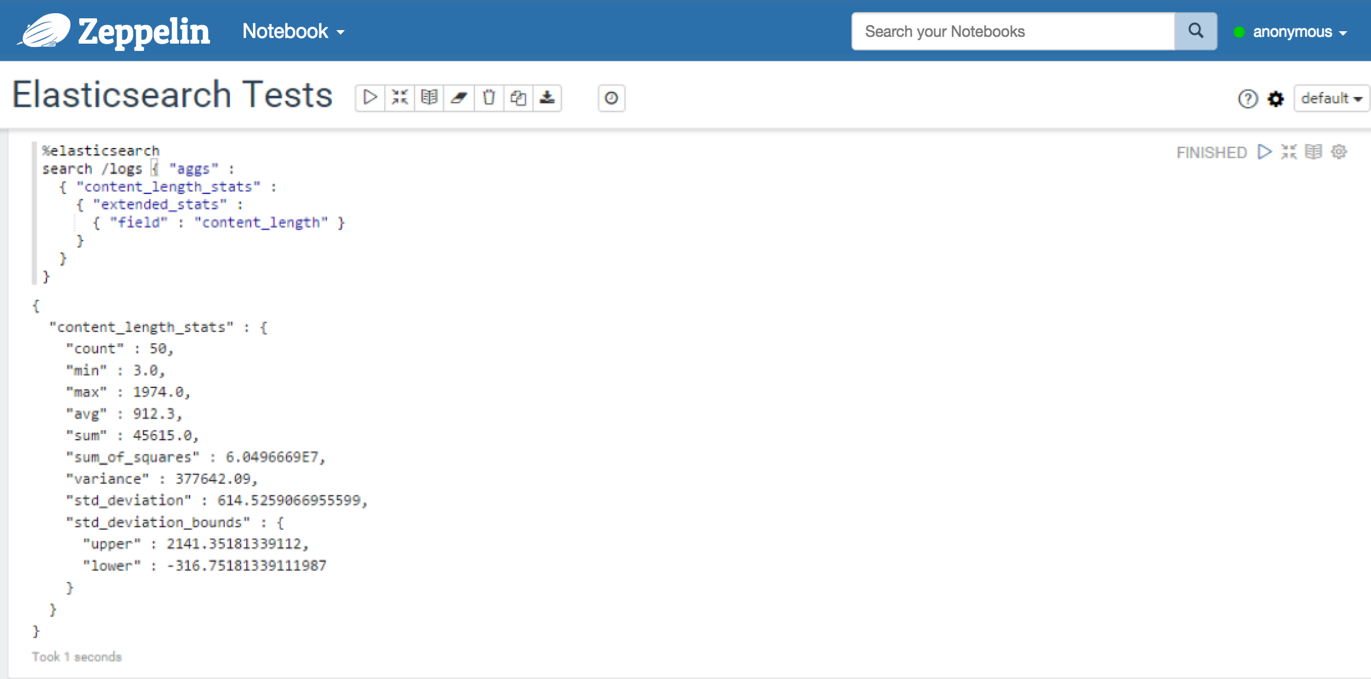 Zeppelin Notebook Search your Notebooks anonymous
Elasticsearch Tests default
%elasticsearch FINISHED
search /logs { "aggs" :
{ "content_length_stats" :
{ "extended_stats" :
{ "field" : "content_length" }
}
}
}
{
"content_length_stats" : {
"count" : 50,
"min" : 3.0,
"max" : 1974.0,
"avg" : 912.3,
"sum" : 45615.0,
"sum_of_squares" : 6.0496669E7,
"variance" : 377642.09,
"std_deviation" : 614.5259066955599,
"std_deviation_bounds" : {
"upper" : 2141.35181339112,
"lower" : -316.75181339111987
}
}
}
Took 1 seconds